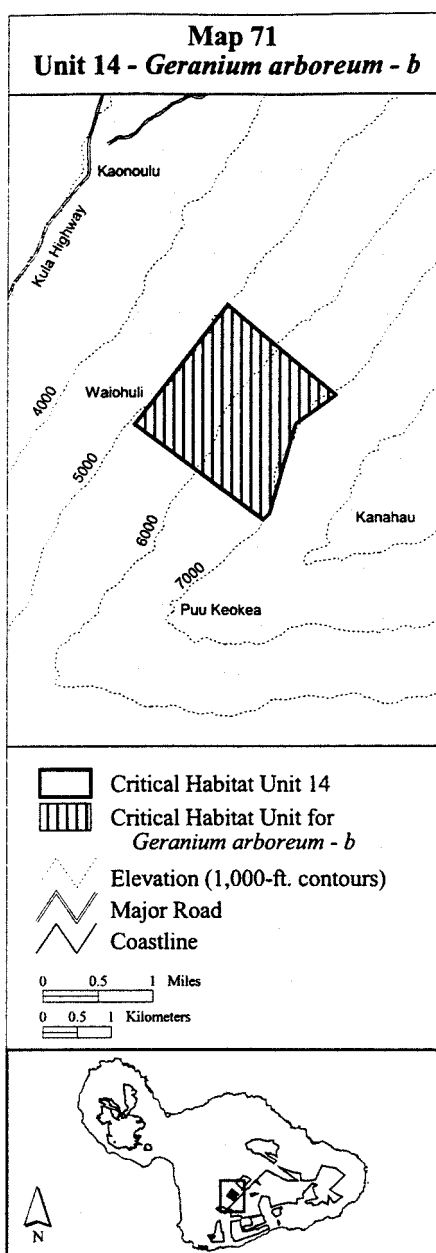 Map 71
Unit 14 - Geranium arboreum - b
Kaonoulu
Kula Highway
Waiohuli
4000
5000
6000
7000
Kanahau
Puu Keokea
Critical Habitat Unit 14
Critical Habitat Unit for
Geranium arboreum - b
Elevation (1,000-ft. contours)
Major Road
Coastline
0 0.5 1 Miles
0 0.5 1 Kilometers
N